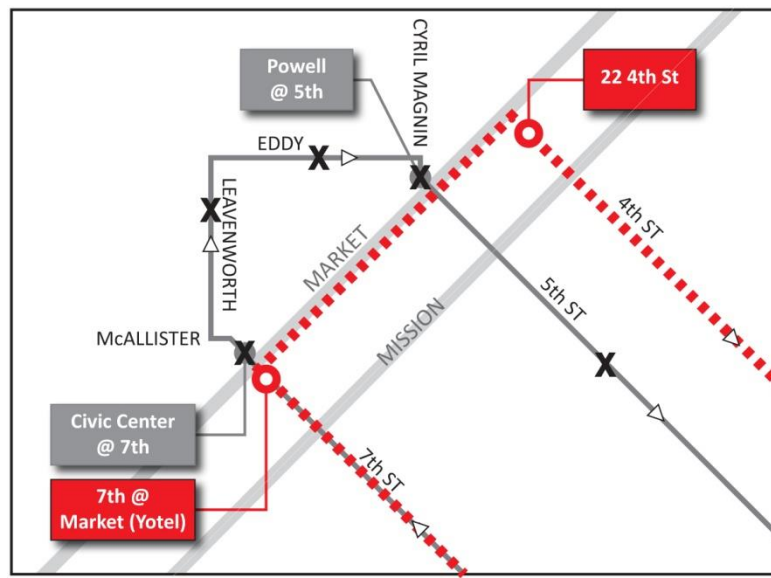 Powell
@ 5th
CYRIL MAGNIN
22 4th St
EDDY
LEAVENWORTH
4th ST
MARKET
5th ST
MISSION
McALLISTER
Civic Center
@ 7th
7th ST
7th @
Market (Yotel)
X
X
X
X
X